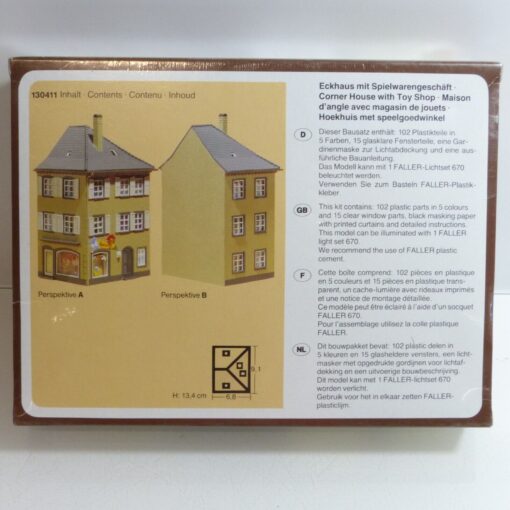 130411 Inhalt · Contents · Contenu · Inhoud
Perspektive A
Perspektive B
H: 13,4 cm
9,1
6,8
Eckhaus mit Spielwarengeschäft ·
Corner House with Toy Shop · Maison
d'angle avec magasin de jouets ·
Hoekhuis met speelgoedwinkel
D
Dieser Bausatz enthält: 102 Plastikteile in
5 Farben, 15 glasklare Fensterteile, eine Gar-
dinenmaske zur Lichtabdeckung und eine aus-
führliche Bauanleitung.
Das Modell kann mit 1 FALLER-Lichtset 670
beleuchtet werden.
Verwenden Sie zum Basteln FALLER-Plastik-
kleber
GB
This kit contains: 102 plastic parts in 5 colours
and 15 clear window parts, black masking paper
with printed curtains and detailed instructions.
This model can be illuminated with 1 FALLER
light set 670.
We recommend the use of FALLER plastic
cement.
F
Cette boîte comprend: 102 pièces en plastique
en 5 couleurs et 15 pièces en plastique trans-
parent, un cache-lumière avec rideaux imprimés
et une notice de montage détaillée.
Ce modèle peut être éclairé à l'aide d'un socquet
FALLER 670.
Pour l'assemblage utilisez la colle plastique
FALLER.
NL
Dit bouwpakket bevat: 102 plastic delen in
5 kleuren en 15 glasheldere vensters, een licht-
masker met opgedrukte gordijnen voor lichtaf-
dekking en een uitvoerige bouwbeschrijving.
Dit model kan met 1 FALLER-lichtset 670
worden verlicht.
Gebruik voor het in elkaar zetten FALLER-
plasticlijm.